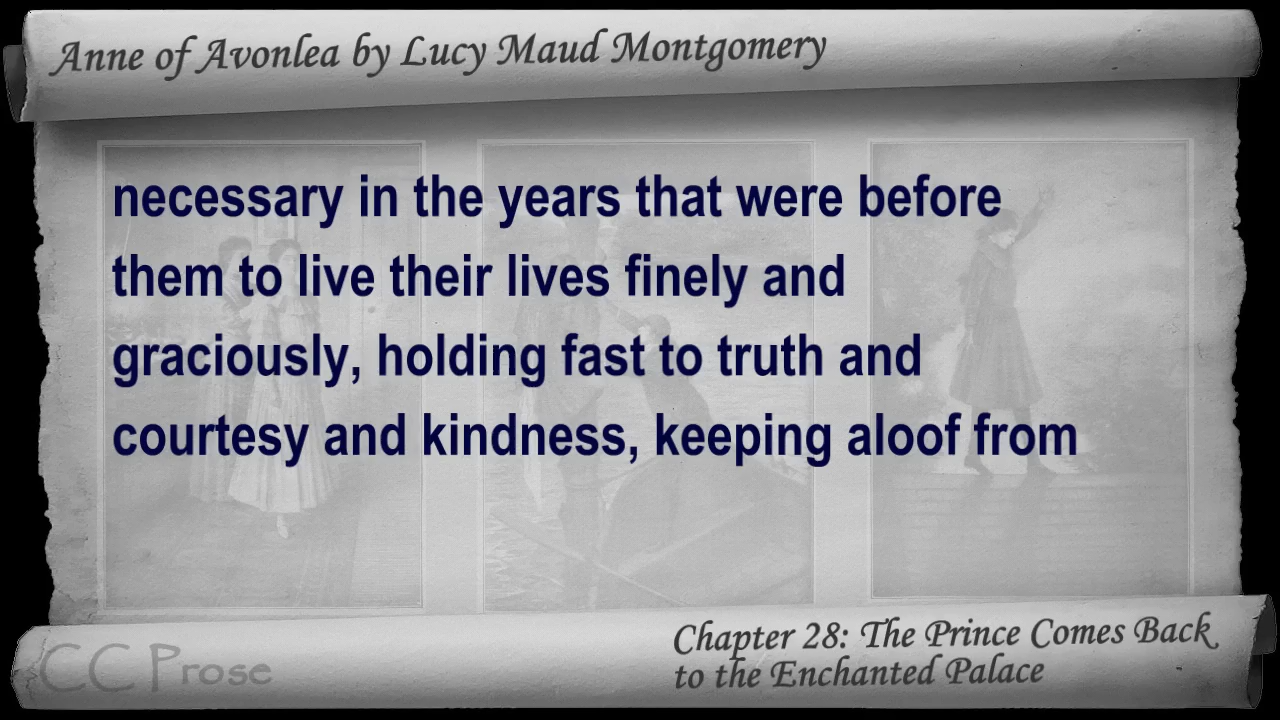 Anne of Avonlea by Lucy Maud Montgomery
necessary in the years that were before
them to live their lives finely and
graciously, holding fast to truth and
courtesy and kindness, keeping aloof from
CC Prose
Chapter 28: The Prince Comes Back
to the Enchanted Palace